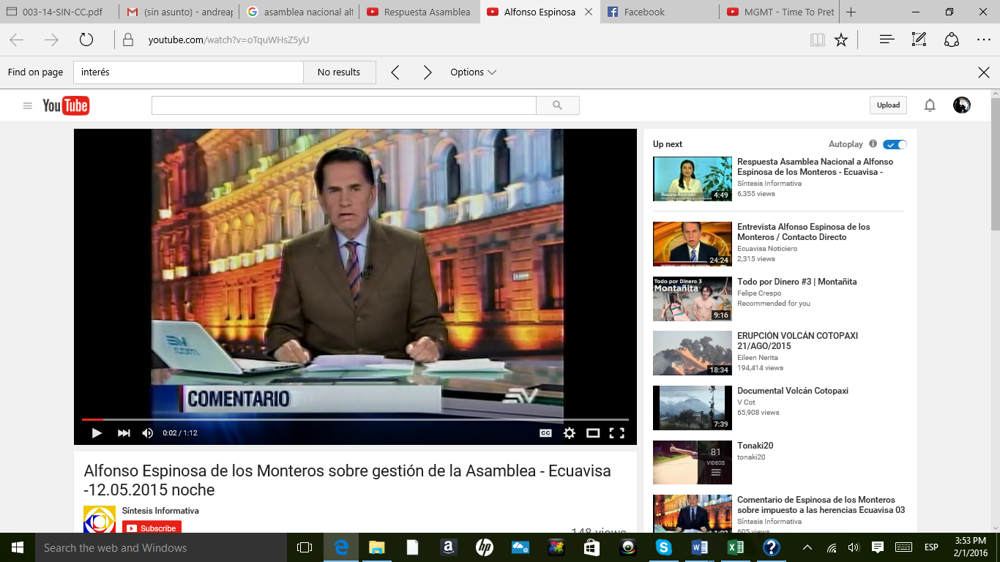 003-14-SIN-CC.pdf
(sin asunto) - andreap
asamblea nacional alf
Respuesta Asamblea
Alfonso Espinosa
Facebook
MGMT - Time To Pret
youtube.com/watch?v=oTquWHsZ5yU
Find on page
interés
No results
Options
YouTube
Upload
COMENTARIO
.com
0:02 / 1:12
CC
Alfonso Espinosa de los Monteros sobre gestión de la Asamblea - Ecuavisa
-12.05.2015 noche
Síntesis Informativa
Subscribe
148 views
Up next
Autoplay
Rosana Alvarado
4:49
Respuesta Asamblea Nacional a Alfonso
Espinosa de los Monteros - Ecuavisa -
Síntesis Informativa
6,355 views
24:24
Entrevista Alfonso Espinosa de los
Monteros / Contacto Directo
Ecuavisa Noticiero
2,315 views
Todo por Dinero 3
Montañita
9:16
Todo por Dinero #3 | Montañita
Felipe Crespo
Recommended for you
18:34
ERUPCIÓN VOLCÁN COTOPAXI
21/AGO/2015
Eileen Nerita
194,414 views
7:39
Documental Volcán Cotopaxi
V Cot
65,908 views
81
VIDEOS
Tonaki20
tonaki20
Comentario de Espinosa de los Monteros
sobre impuesto a las herencias Ecuavisa 03
Síntesis Informativa
605 views
Search the web and Windows
ESP
3:53 PM
2/1/2016